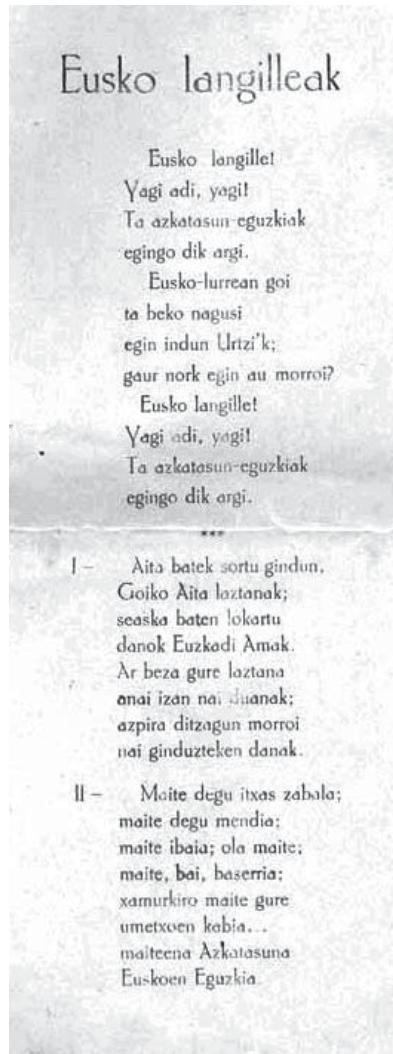 Eusko langilleak
Eusko langille!
Yagi adi, yagi!
Ta azkatasun-eguzkiak
egingo dik argi.
Eusko-lurrean goi
ta beko nagusi
egin indun Urtzi'k;
gaur nork egin au morroi?
Eusko langille!
Yagi adi, yagi!
Ta azkatasun-eguzkiak
egingo dik argi.
***
I – Aita batek sortu gindun,
Goiko Aita laztanak;
seaska baten lokartu
danok Euzkadi Amak.
Ar beza gure laztana
anai izan nai duanak;
azpira ditzagun morroi
nai ginduzteken danak.
II – Maite degu itxas zabala;
maite degu mendia;
maite ibaia; ola maite;
maite, bai, baserria;
xamurkiro maite gure
umetxoen kabia...
maiteena Azkatasuna
Euskoen Eguzkia.